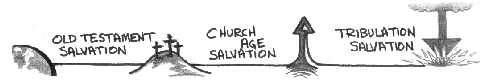 OLD TESTAMENT
SALVATION
CHURCH
AGE
SALVATION
TRIBULATION
SALVATION